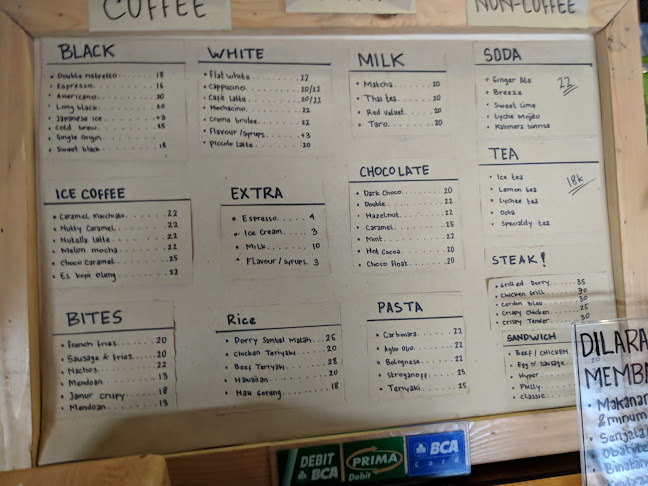 COFFEE
NON-COFFEE
BLACK
Double ristretto 18
Espresso 16
Americano 20
Long black 20
Japanese ice +3
Cold brew 25
Single origin
Sweet black 18
WHITE
Flat white 22
Cappucino 20/22
Cafe latte 20/22
Mochacino 22
Creme brulee 22
Flavour / syrups +3
Piccolo latte 20
MILK
Matcha 20
Thai tea 20
Red velvet 20
Taro 20
SODA
Ginger Ale
Breeze
Sweet lime
Lyche Mojito
Kalimera sunrise
22
ICE COFFEE
Caramel Macchiato 22
Nutty Caramel 22
Nutella latte 22
Melon mocha 22
Choco Caramel 25
Es kopi oleng 22
EXTRA
Espresso 4
Ice Cream 3
Milk 10
Flavour / syrups 3
CHOCOLATE
Dark Choco 20
Double 22
Hazelnut 22
Caramel 25
Mint 22
Hot Cocoa 20
Choco float 20
TEA
Ice tea
Lemon tea
Lychee tea
Ocha
Speciality tea
18k
STEAK!
Grilled Dorry 35
Chicken Grill 30
Cordon Bleu 30
Crispy Chicken 25
Crispy Tender 30
BITES
French fries 20
Sausage & fries 20
Nachos 22
Mendoan 13
Jamur crispy 18
Mendoan 13
Rice
Dorry Sambal Matah 25
Chicken Teriyaki 20
Beef Teriyaki 28
Hawaiian 20
Nasi Goreng 18
PASTA
Carbonara 22
Aglio Olio 22
Bolognese 22
Stroganoff 25
Teriyaki 25
SANDWICH
BEEF / CHICKEN 20
Egg n' Sausage
Hyper
Philly
Classic
DILARA
MEMB
Makanan
& minum
Senjata
Binatan
DEBIT BCA
PRIMA
Debit
BCA
Card